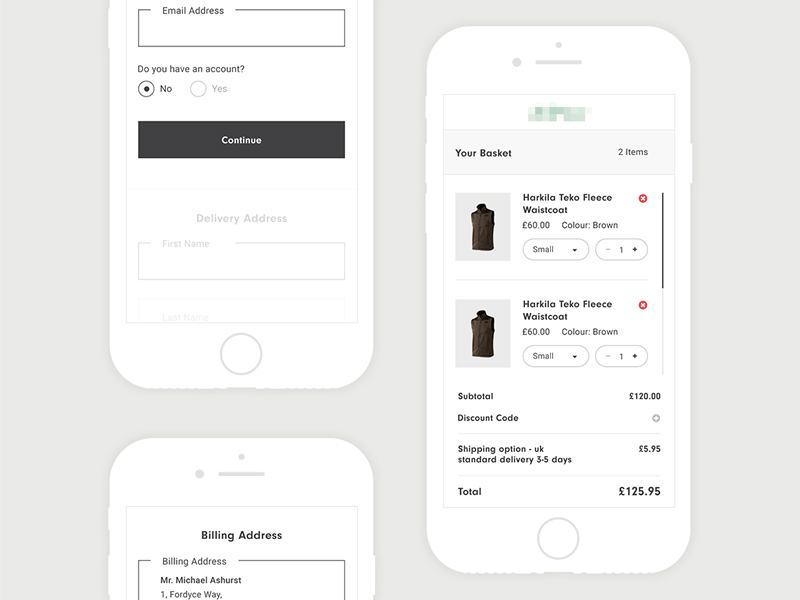 Email Address
Do you have an account?
No Yes
Continue
Delivery Address
First Name
Last Name
Billing Address
Billing Address
Mr. Michael Ashurst
1, Fordyce Way,
Your Basket 2 Items
Harkila Teko Fleece
Waistcoat
£60.00 Colour: Brown
Small - 1 +
Harkila Teko Fleece
Waistcoat
£60.00 Colour: Brown
Small - 1 +
Subtotal £120.00
Discount Code
Shipping option - uk £5.95
standard delivery 3-5 days
Total £125.95